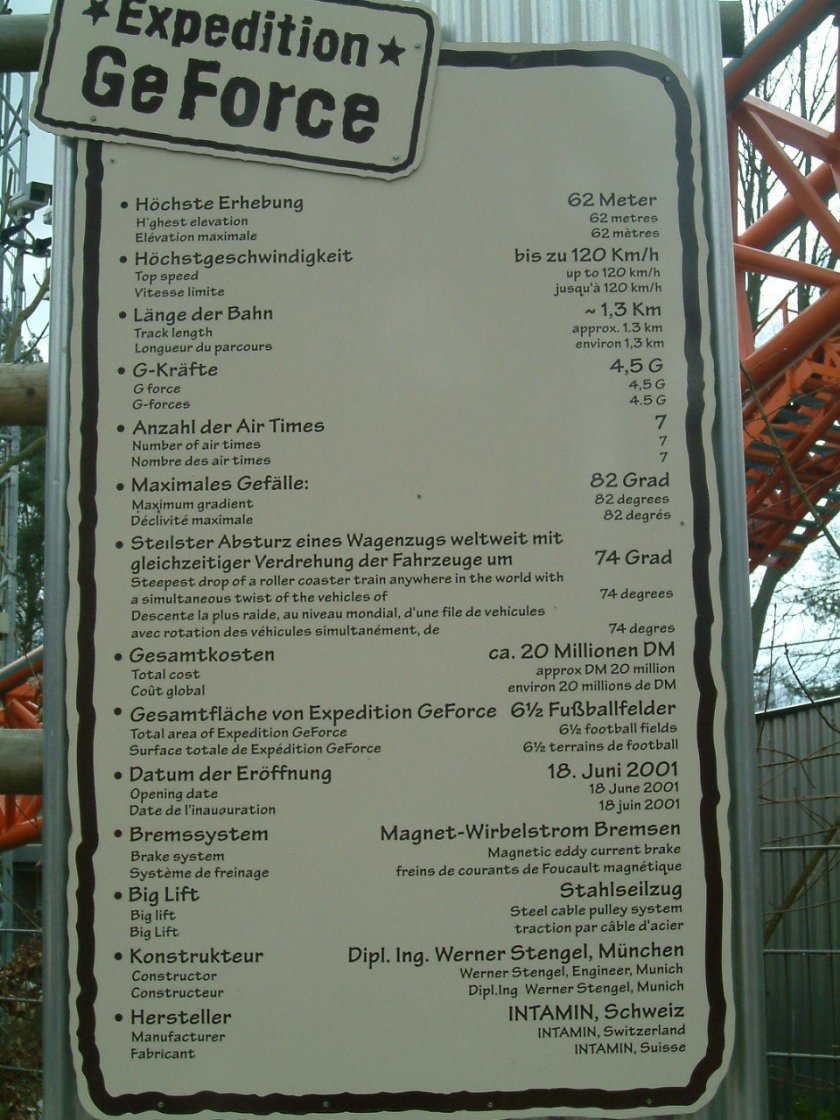 ★Expedition★
GeForce
• Höchste Erhebung 62 Meter
H'ghest elevation 62 metres
Elévation maximale 62 mètres
• Höchstgeschwindigkeit bis zu 120 Km/h
Top speed up to 120 km/h
Vitesse limite jusqu'à 120 km/h
• Länge der Bahn ~ 1,3 Km
Track length approx. 1.3 km
Longueur du parcours environ 1,3 km
• G-Kräfte 4,5 G
G force 4,5 G
G-forces 4.5 G
• Anzahl der Air Times 7
Number of air times 7
Nombre des air times 7
• Maximales Gefälle: 82 Grad
Maximum gradient 82 degrees
Déclivité maximale 82 degrés
• Steilster Absturz eines Wagenzugs weltweit mit
gleichzeitiger Verdrehung der Fahrzeuge um 74 Grad
Steepest drop of a roller coaster train anywhere in the world with
a simultaneous twist of the vehicles of 74 degrees
Descente la plus raide, au niveau mondial, d'une file de vehicules
avec rotation des véhicules simultanément, de 74 degres
• Gesamtkosten ca. 20 Millionen DM
Total cost approx DM 20 million
Coût global environ 20 millions de DM
• Gesamtfläche von Expedition GeForce 6½ Fußballfelder
Total area of Expedition GeForce 6½ football fields
Surface totale de Expédition GeForce 6½ terrains de football
• Datum der Eröffnung 18. Juni 2001
Opening date 18 June 2001
Date de l'inauguration 18 juin 2001
• Bremssystem Magnet-Wirbelstrom Bremsen
Brake system Magnetic eddy current brake
Système de freinage freins de courants de Foucault magnétique
• Big Lift Stahlseilzug
Big lift Steel cable pulley system
Big Lift traction par câble d'acier
• Konstrukteur Dipl. Ing. Werner Stengel, München
Constructor Werner Stengel, Engineer, Munich
Constructeur Dipl.Ing Werner Stengel, Munich
• Hersteller INTAMIN, Schweiz
Manufacturer INTAMIN, Switzerland
Fabricant INTAMIN, Suisse